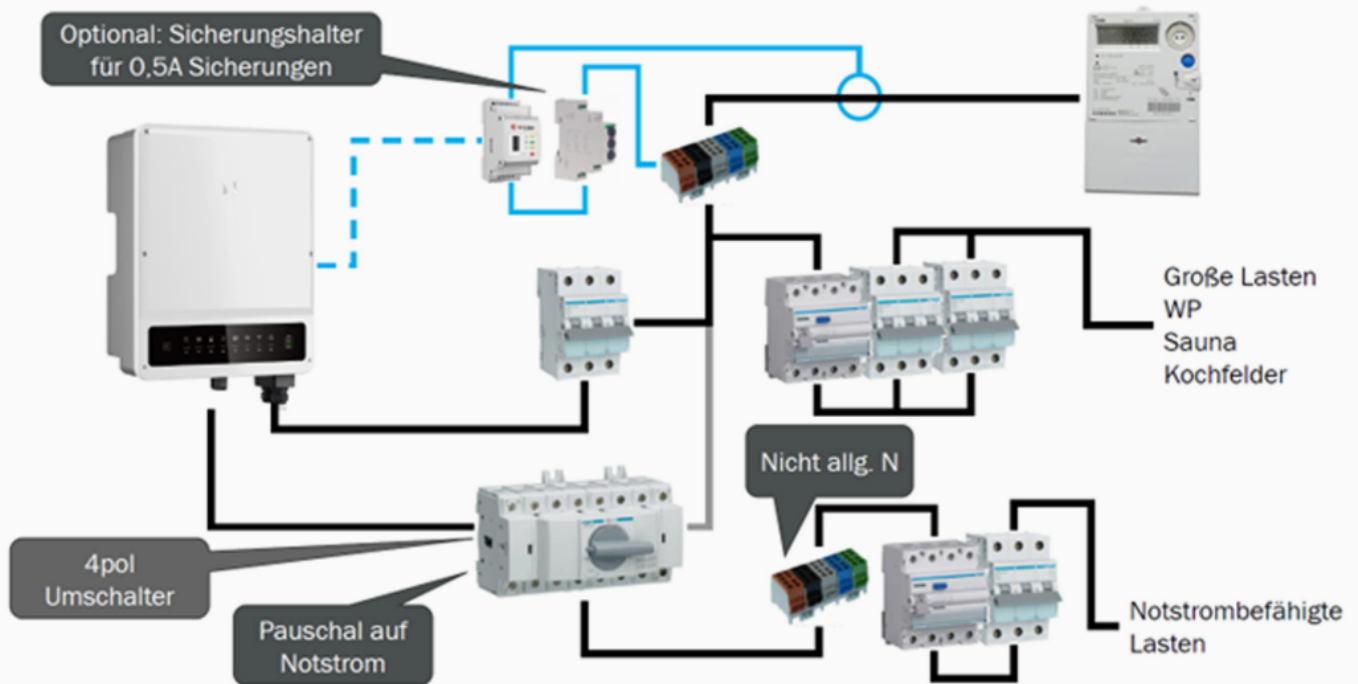 Optional: Sicherungshalter
für 0,5A Sicherungen
Große Lasten
WP
Sauna
Kochfelder
Nicht allg. N
4pol
Umschalter
Pauschal auf
Notstrom
Notstrombefähigte
Lasten